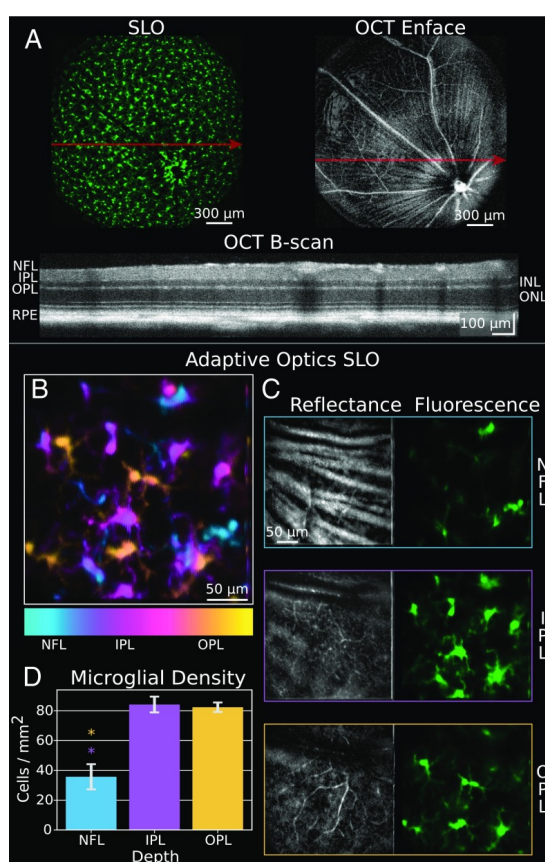 A
SLO
OCT Enface
300 µm
300 µm
OCT B-scan
NFL
IPL
OPL
RPE
INL
ONL
100 µm
Adaptive Optics SLO
B
50 µm
NFL IPL OPL
C
Reflectance Fluorescence
50 µm
N
F
L
I
P
L
O
P
L
D
Microglial Density
Cells / mm²
80
60
40
20
0
*
*
NFL IPL OPL
Depth